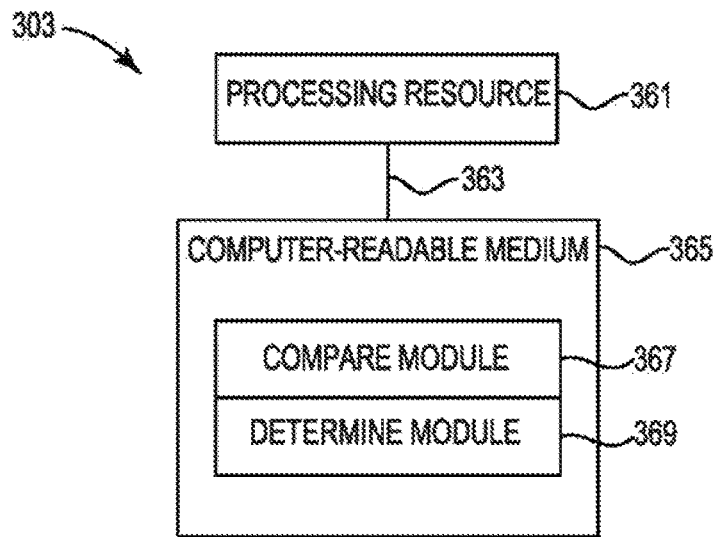 303
PROCESSING RESOURCE
361
363
COMPUTER-READABLE MEDIUM
365
COMPARE MODULE
367
DETERMINE MODULE
369